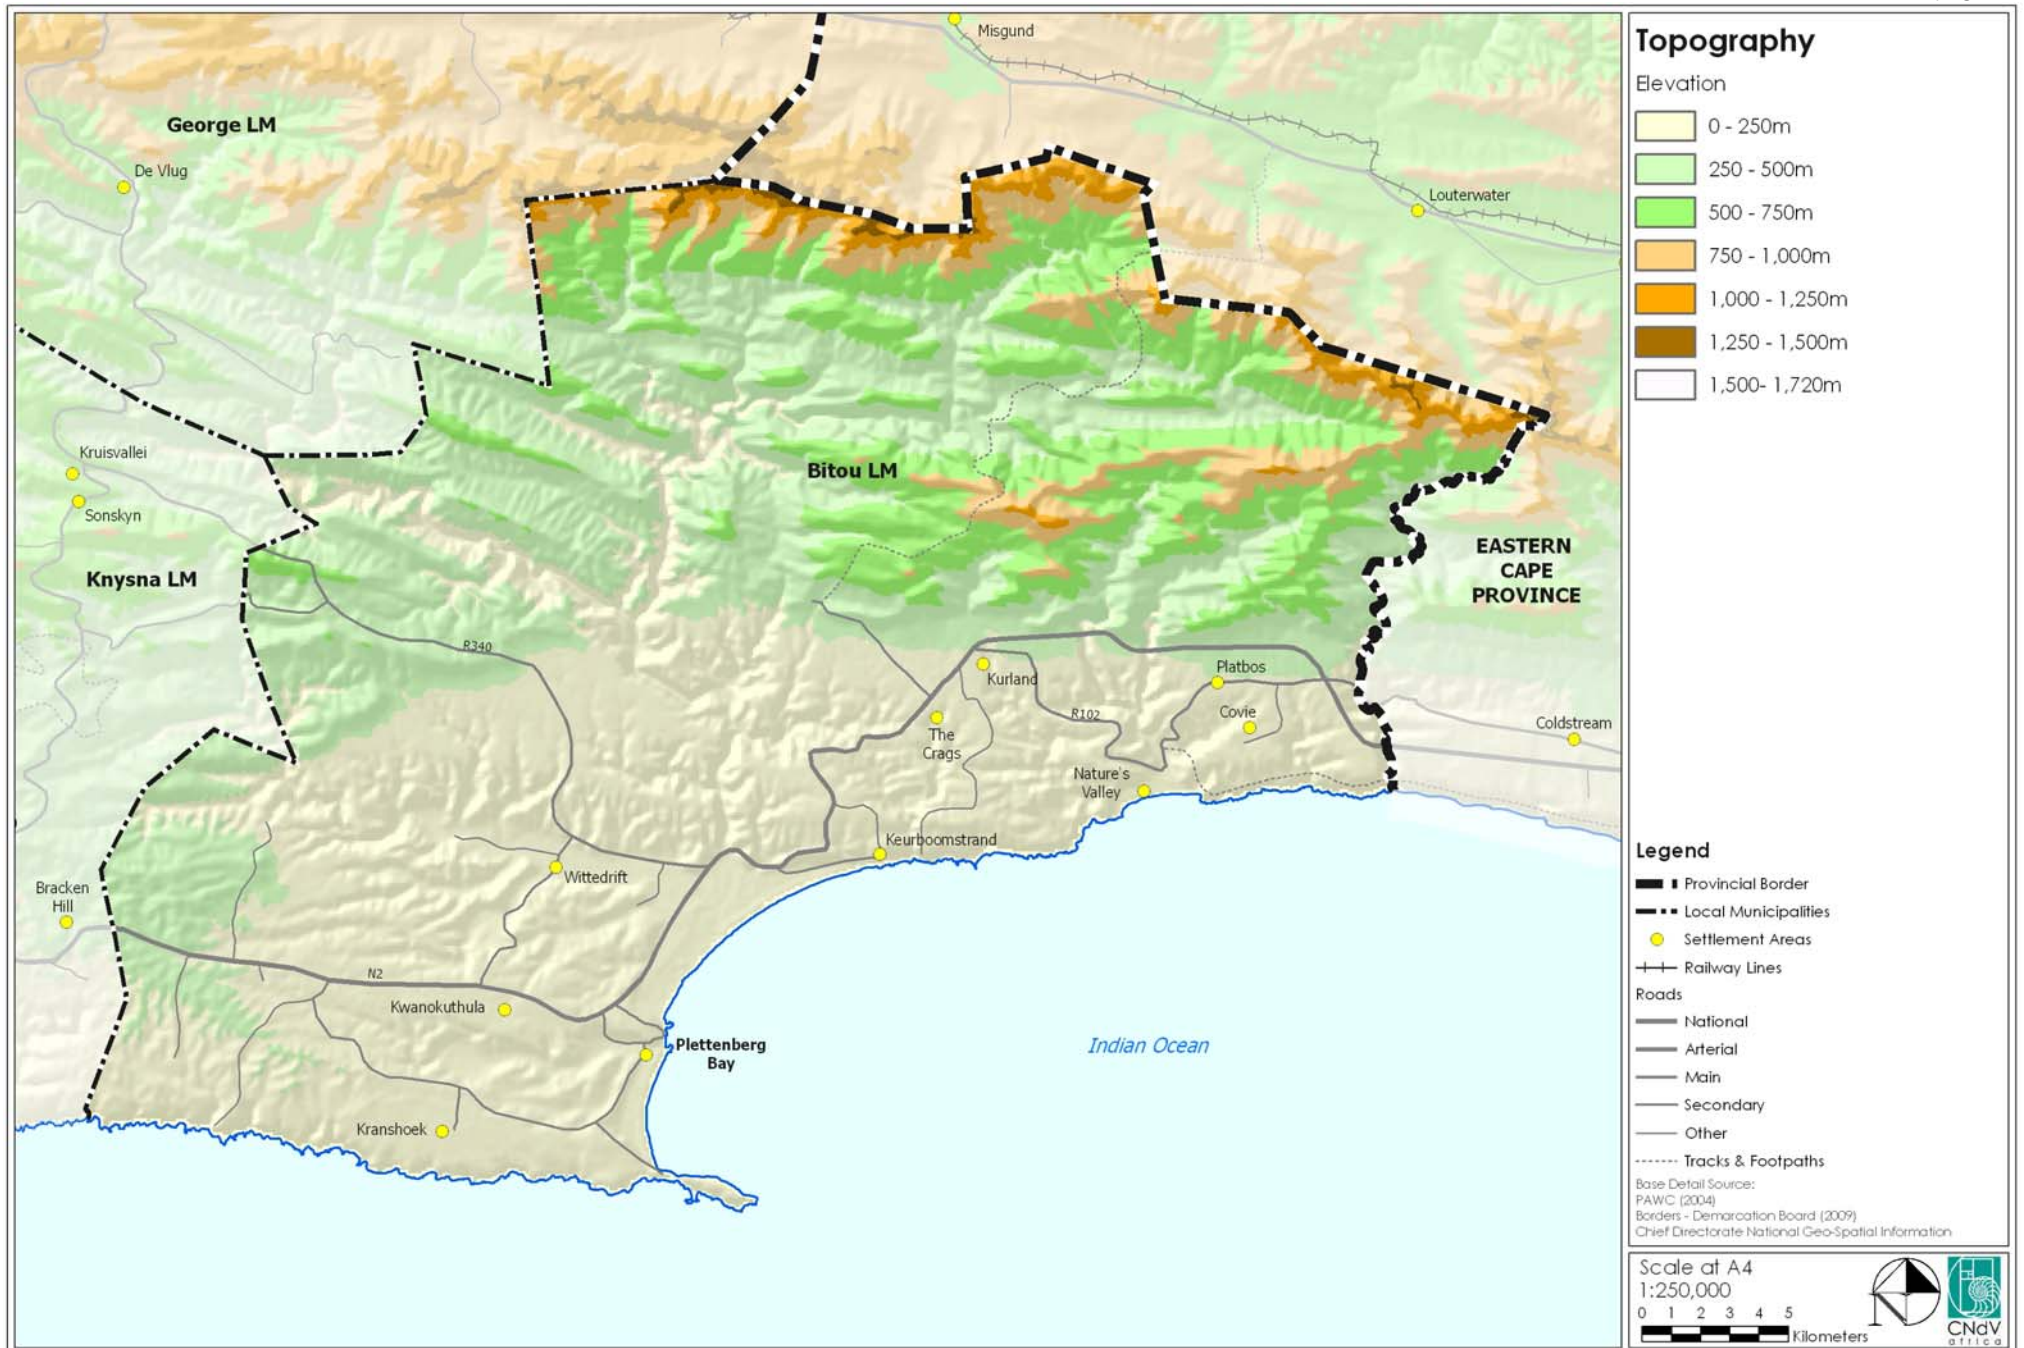 Misgund
George LM
De Vlug
Louterwater
Kruisvallei
Bitou LM
Sonskyn
EASTERN
CAPE
PROVINCE
Knysna LM
R340
Kurland
Platbos
R102
Covie
Coldstream
The
Crags
Nature's
Valley
Keurboomstrand
Wittedrift
Bracken
Hill
N2
Kwanokuthula
Plettenberg
Bay
Indian Ocean
Kranshoek
Topography
Elevation
0 - 250m
250 - 500m
500 - 750m
750 - 1,000m
1,000 - 1,250m
1,250 - 1,500m
1,500- 1,720m
Legend
Provincial Border
Local Municipalities
Settlement Areas
Railway Lines
Roads
National
Arterial
Main
Secondary
Other
Tracks & Footpaths
Base Detail Source:
PAWC (2004)
Borders - Demarcation Board (2009)
Chief Directorate National Geo-Spatial Information
Scale at A4
1:250,000
0 1 2 3 4 5
Kilometers
N
CNdV
africa